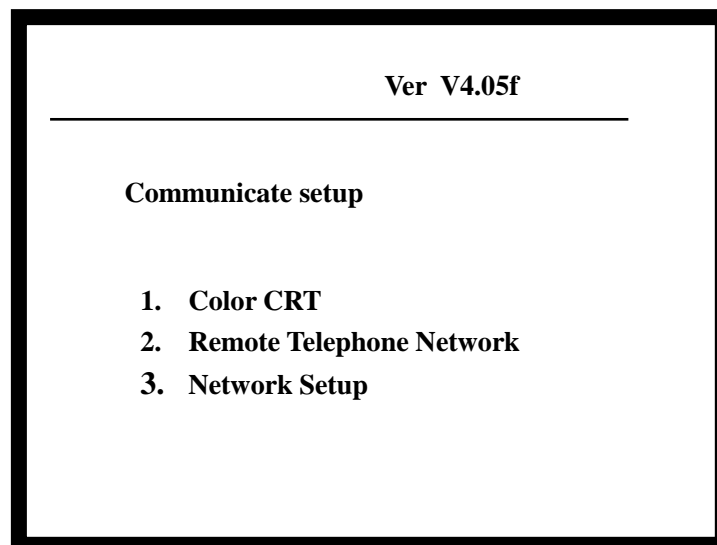 Ver V4.05f
Communicate setup
1. Color CRT
2. Remote Telephone Network
3. Network Setup